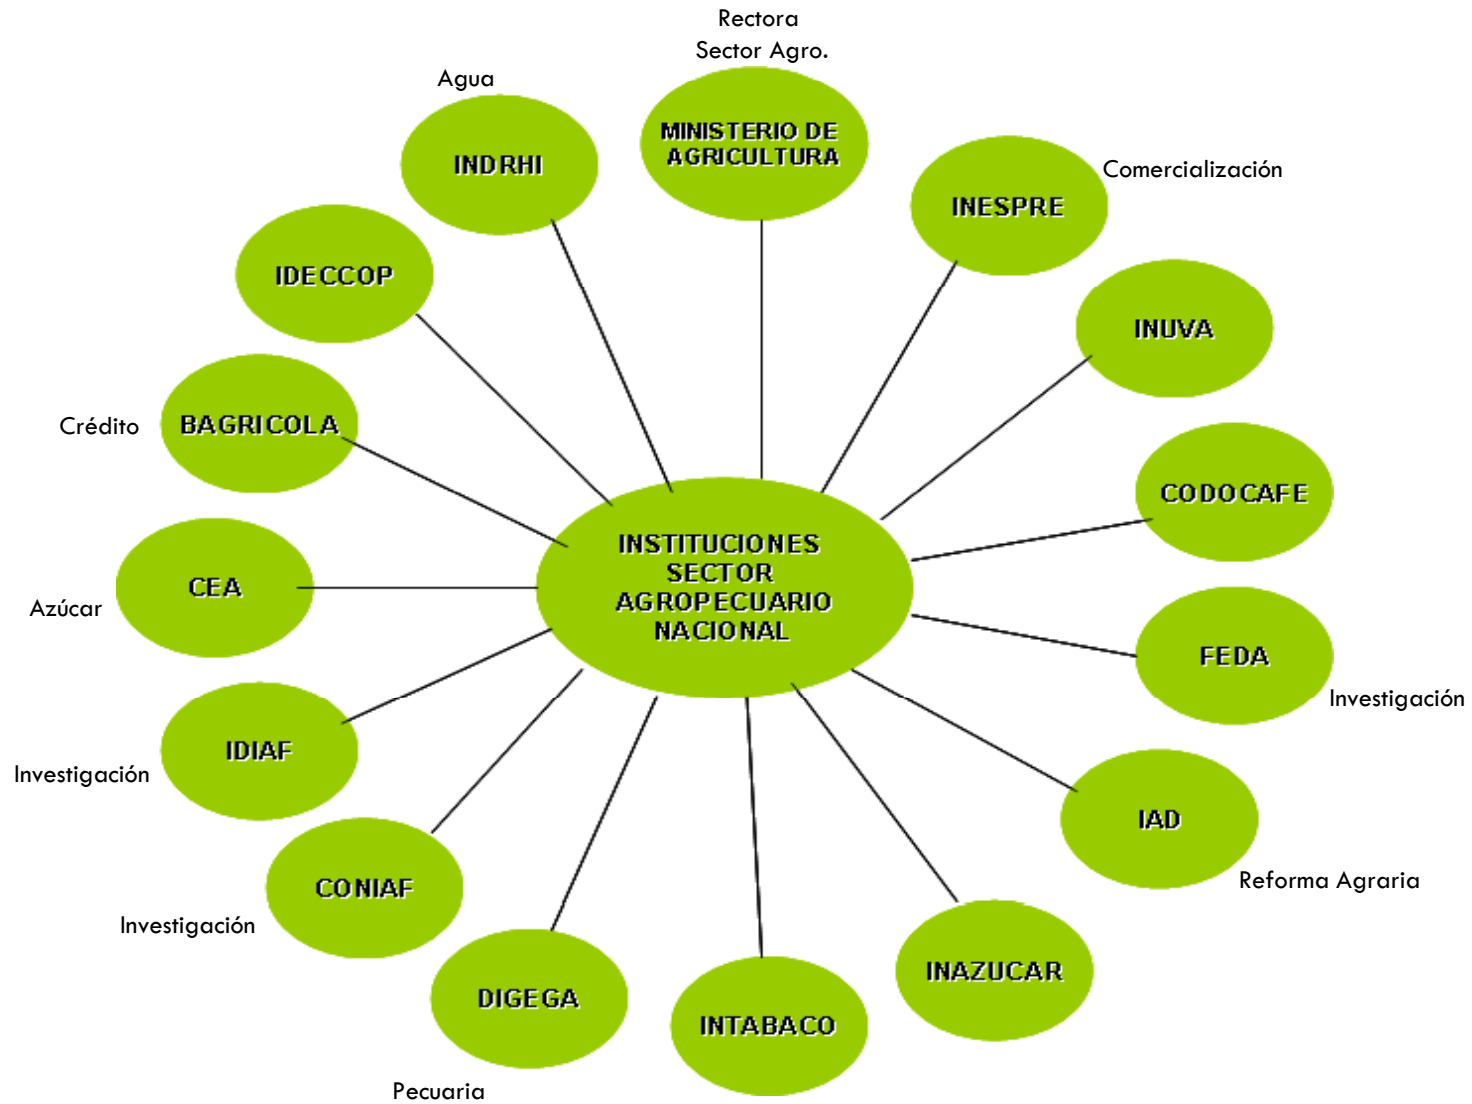 Rectora
Sector Agro.
Agua
MINISTERIO DE
AGRICULTURA
INDRHI
Comercialización
INESPRE
IDECCOP
INUVA
Crédito
BAGRICOLA
CODOCAFE
INSTITUCIONES
SECTOR
AGROPECUARIO
NACIONAL
CEA
Azúcar
FEDA
Investigación
IDIAF
Investigación
IAD
Reforma Agraria
CONIAF
Investigación
INAZUCAR
DIGEGA
INTABACO
Pecuaria